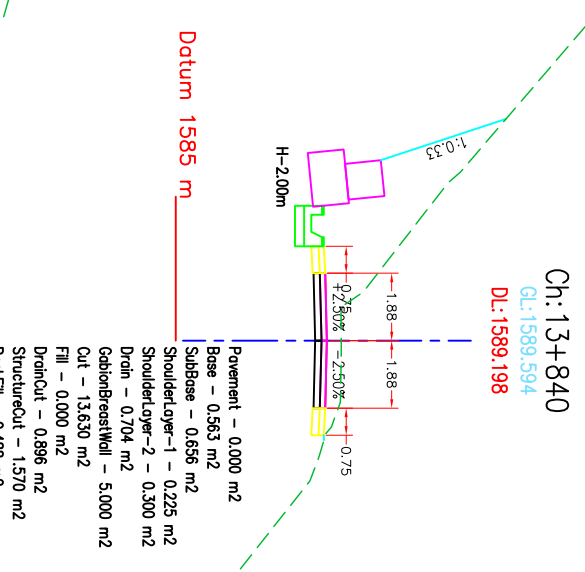 Ch:13+840
GL:1589.594
DL:1589.198
1:0.33
H-2.00m
Datum 1585 m
0.75
1.88
1.88
0.75
+2.50%
-2.50%
Pavement - 0.000 m2
Base - 0.563 m2
SubBase - 0.656 m2
ShoulderLayer-1 - 0.225 m2
ShoulderLayer-2 - 0.300 m2
Drain - 0.704 m2
GabionBreastWall - 5.000 m2
Cut - 13.630 m2
Fill - 0.000 m2
DrainCut - 0.896 m2
StructureCut - 1.570 m2